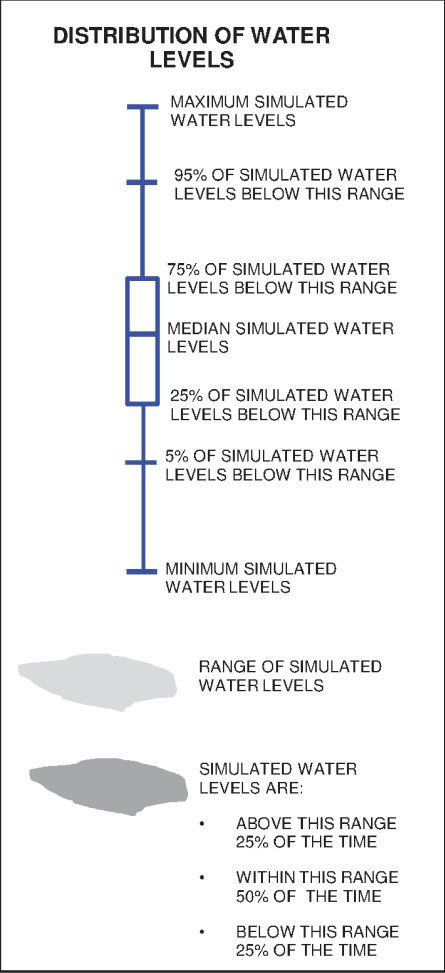 DISTRIBUTION OF WATER
LEVELS
MAXIMUM SIMULATED
WATER LEVELS
95% OF SIMULATED WATER
LEVELS BELOW THIS RANGE
75% OF SIMULATED WATER
LEVELS BELOW THIS RANGE
MEDIAN SIMULATED WATER
LEVELS
25% OF SIMULATED WATER
LEVELS BELOW THIS RANGE
5% OF SIMULATED WATER
LEVELS BELOW THIS RANGE
MINIMUM SIMULATED
WATER LEVELS
RANGE OF SIMULATED
WATER LEVELS
SIMULATED WATER
LEVELS ARE:
• ABOVE THIS RANGE
25% OF THE TIME
• WITHIN THIS RANGE
50% OF THE TIME
• BELOW THIS RANGE
25% OF THE TIME